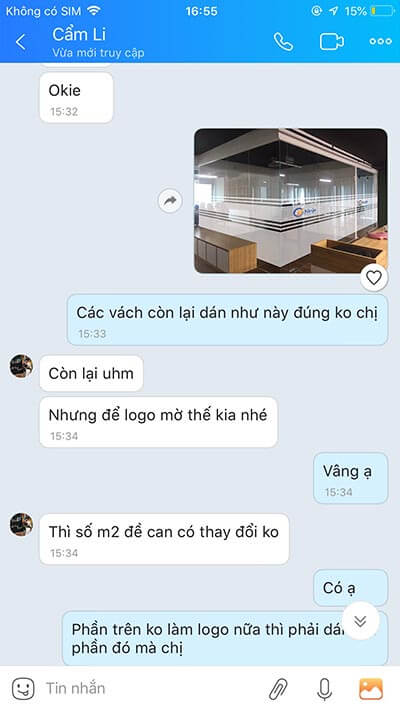 Không có SIM
16:55
15%
Cẩm Li
Vừa mới truy cập
Okie
15:32
Các vách còn lại dán như này đúng ko chị
15:33
Còn lại uhm
Nhưng để logo mờ thế kia nhé
15:34
Vâng ạ
15:34
Thì số m2 đề can có thay đổi ko
15:34
Có ạ
Phần trên ko làm logo nữa thì phải
phần đó mà chị
Tin nhắn